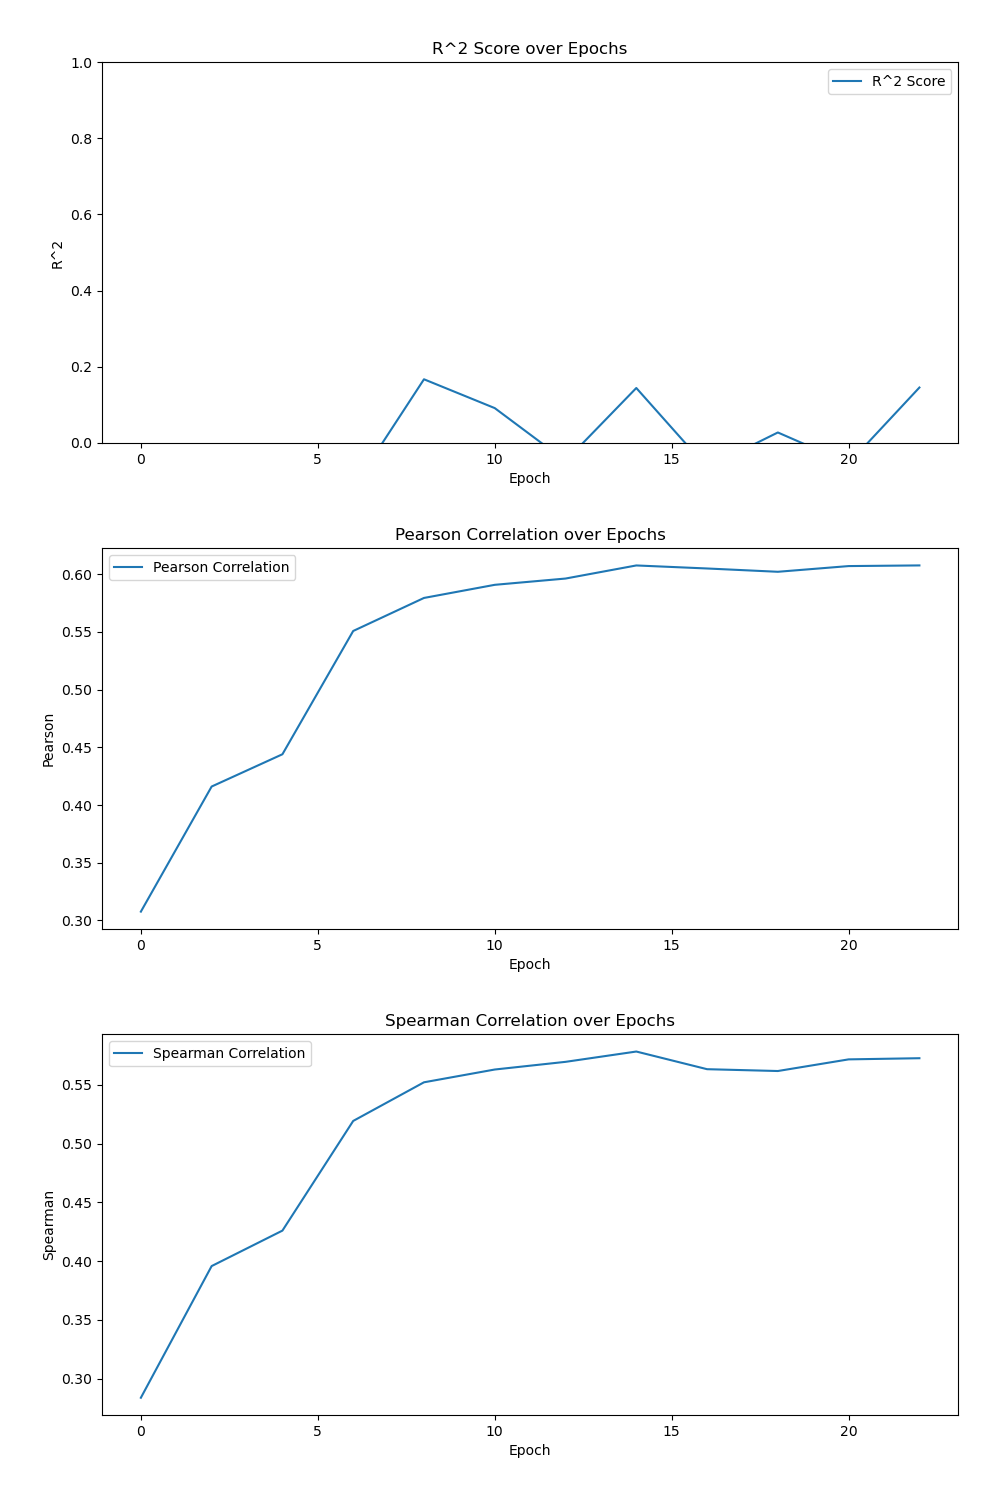 R^2 Score over Epochs
R^2 Score
1.0
0.8
0.6
0.4
0.2
0.0
R^2
0 5 10 15 20
Epoch
Pearson Correlation over Epochs
Pearson Correlation
0.60
0.55
0.50
0.45
0.40
0.35
0.30
Pearson
0 5 10 15 20
Epoch
Spearman Correlation over Epochs
Spearman Correlation
0.55
0.50
0.45
0.40
0.35
0.30
Spearman
0 5 10 15 20
Epoch